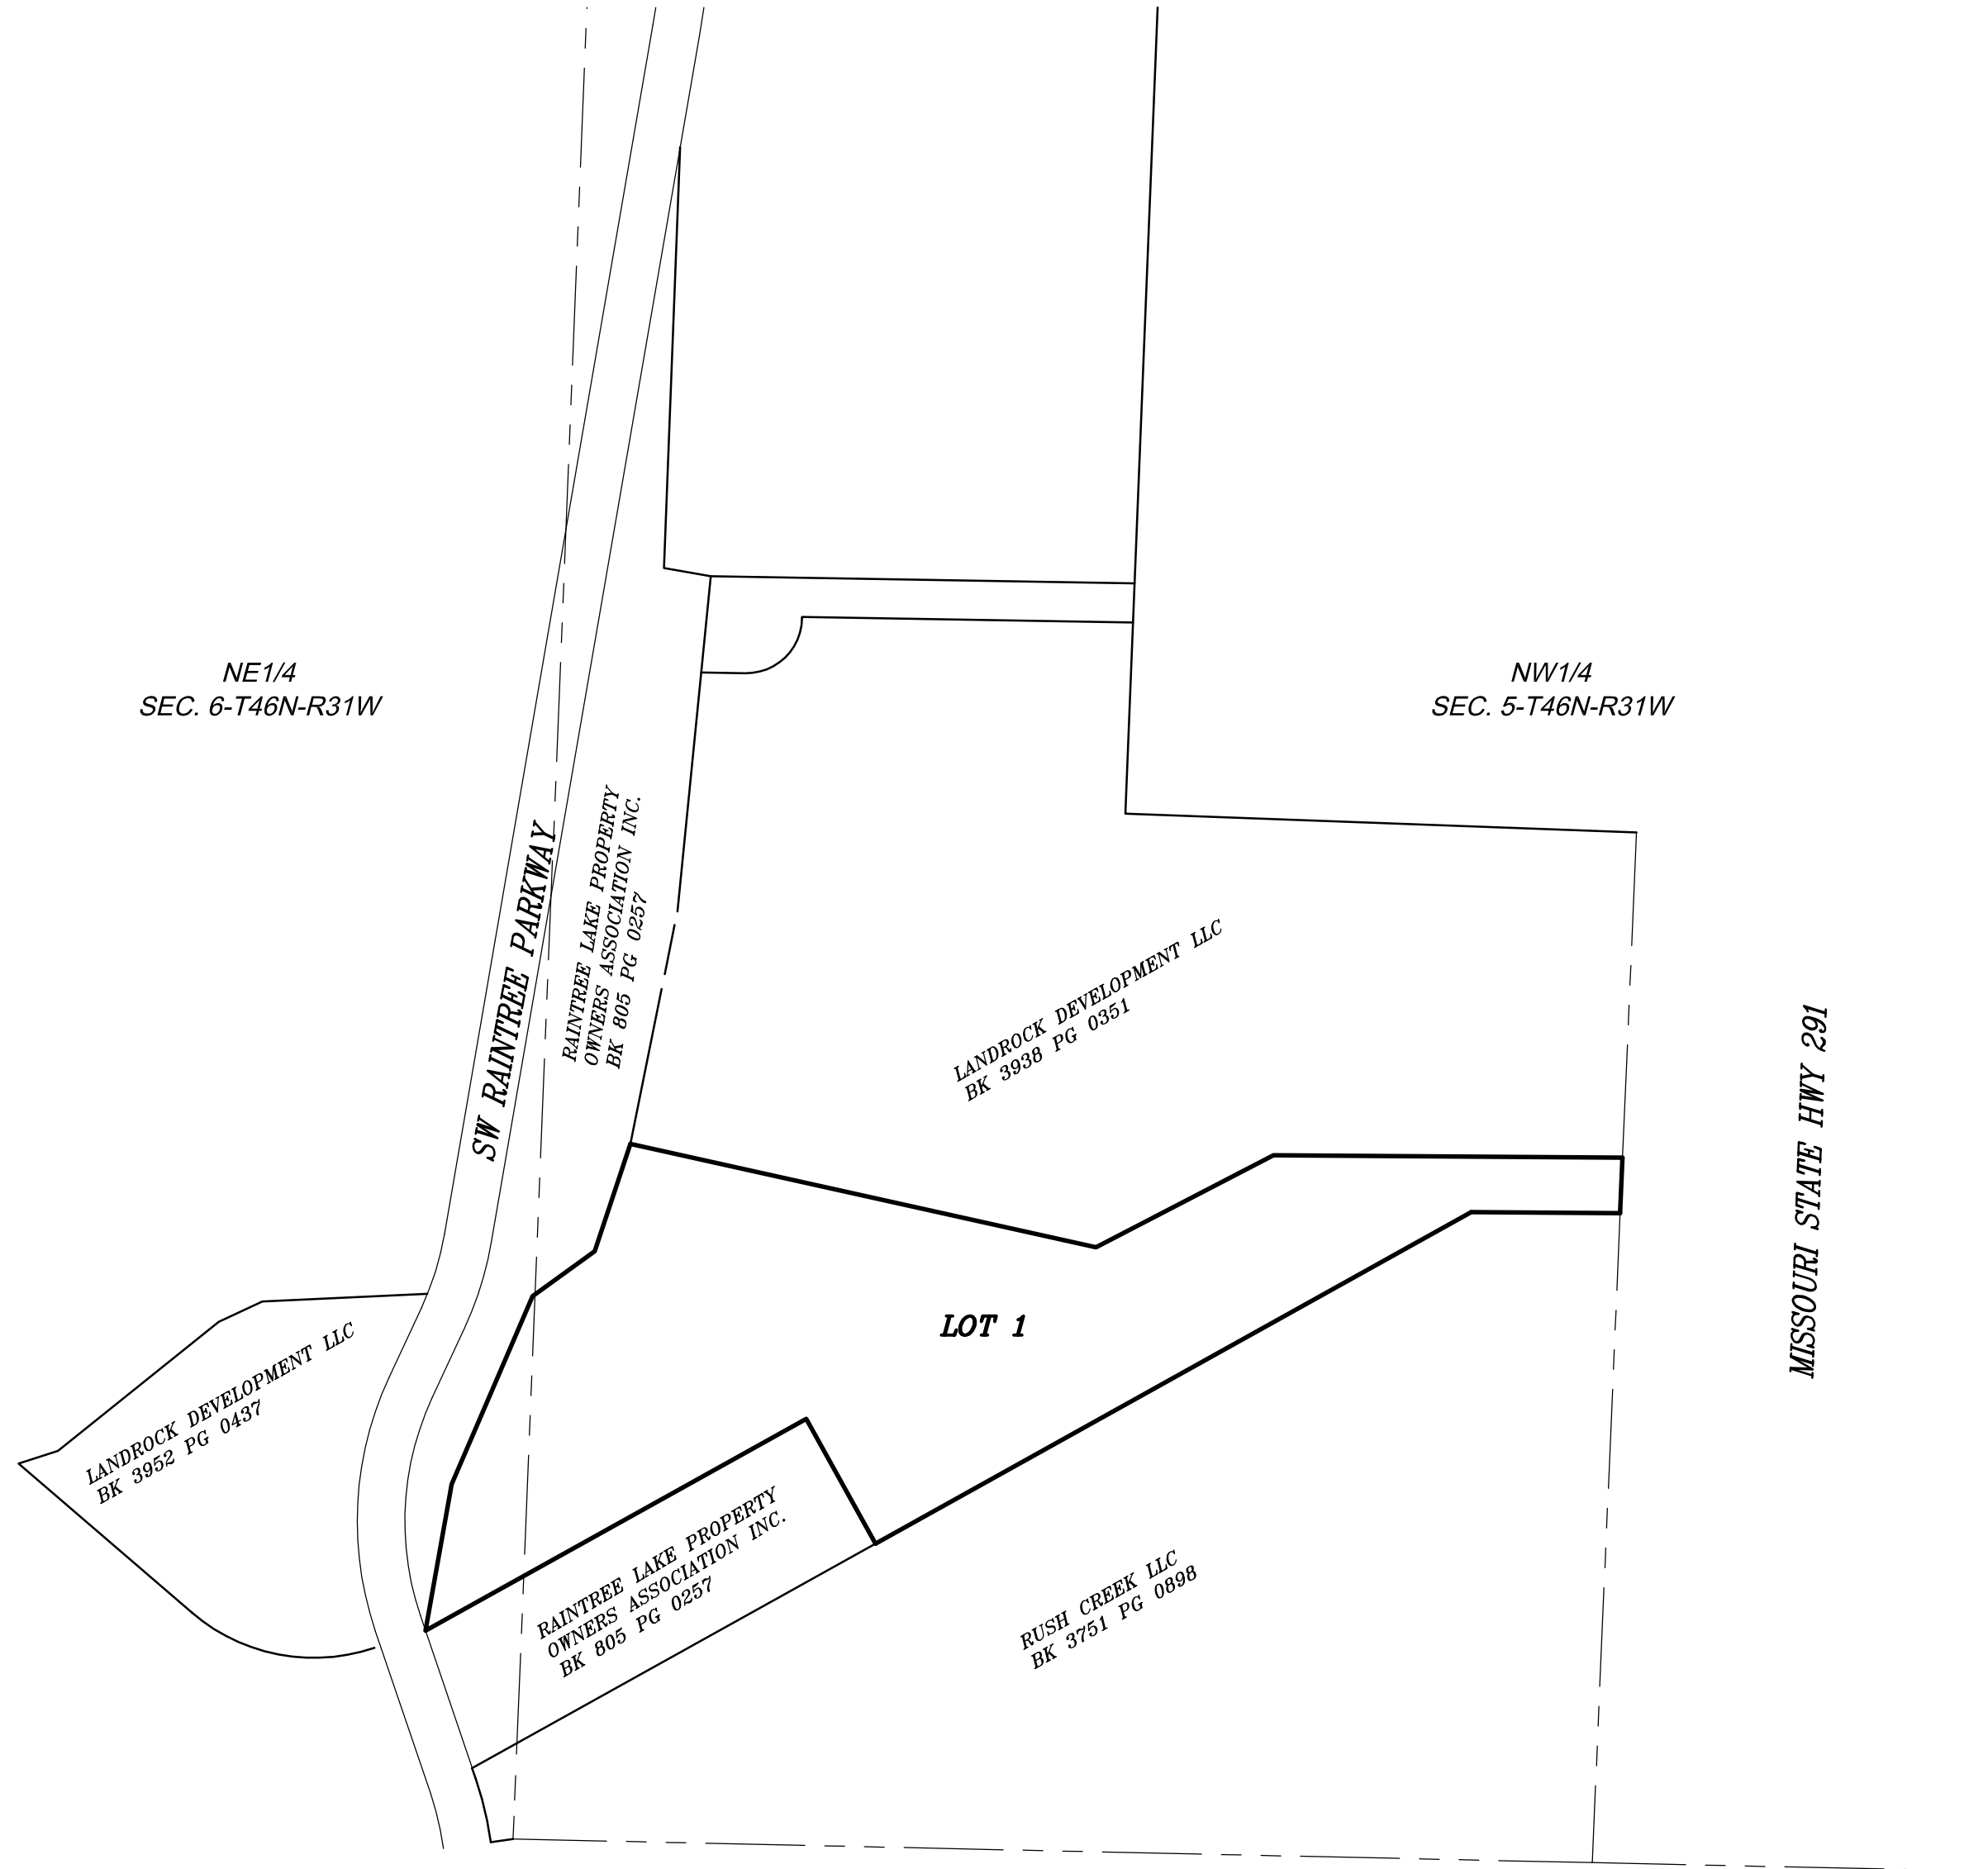 NE1/4
SEC. 6-T46N-R31W
NW1/4
SEC. 5-T46N-R31W
SW RAINTREE PARKWAY
RAINTREE LAKE PROPERTY
OWNERS ASSOCIATION INC.
BK 805 PG 0257
LANDROCK DEVELOPMENT LLC
BK 3938 PG 0351
MISSOURI STATE HWY 291
LOT 1
LANDROCK DEVELOPMENT LLC
BK 3952 PG 0437
RAINTREE LAKE PROPERTY
OWNERS ASSOCIATION INC.
BK 805 PG 0257
RUSH CREEK LLC
BK 3751 PG 0898